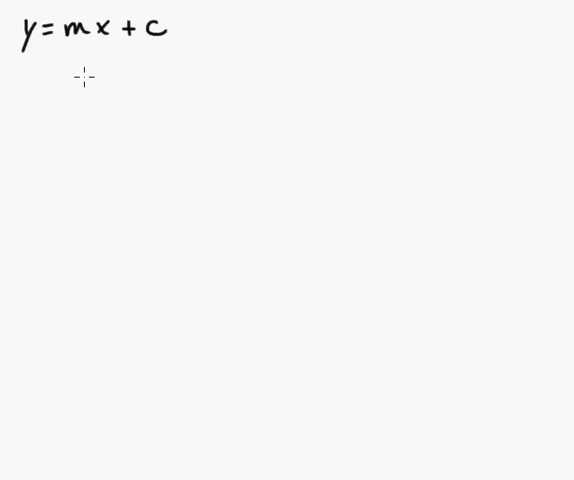 y = mx + c